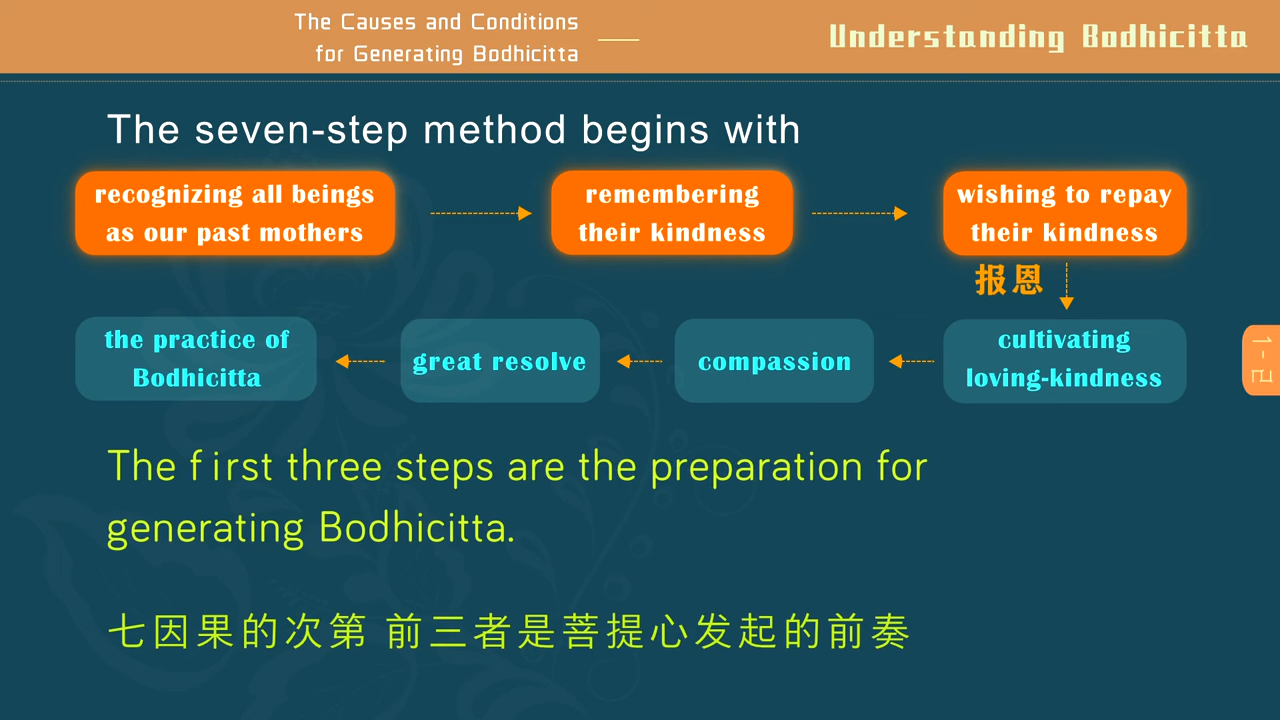 The Causes and Conditions
for Generating Bodhicitta
Understanding Bodhicitta
The seven-step method begins with
recognizing all beings
as our past mothers
remembering
their kindness
wishing to repay
their kindness
报恩
cultivating
loving-kindness
compassion
great resolve
the practice of
Bodhicitta
The first three steps are the preparation for
generating Bodhicitta.
七因果的次第 前三者是菩提心发起的前奏